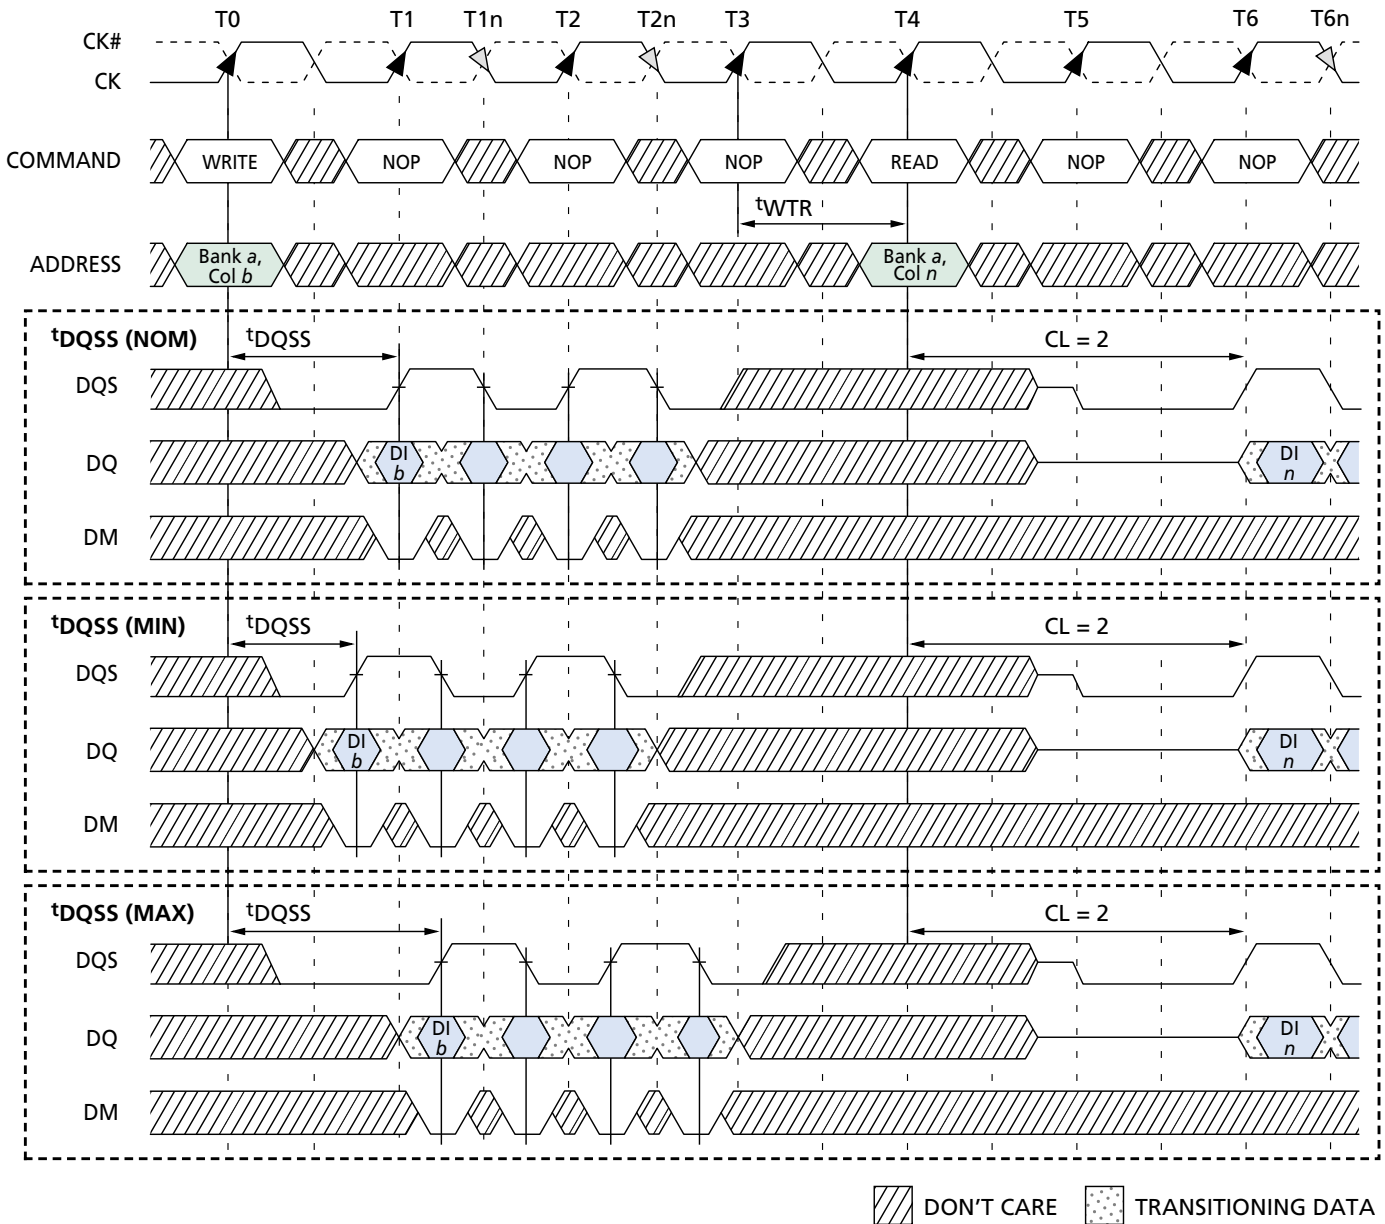 T0 T1 T1n T2 T2n T3 T4 T5 T6 T6n
CK#
CK
COMMAND WRITE NOP NOP NOP READ NOP NOP
tWTR
ADDRESS Bank a, Col b Bank a, Col n
tDQSS (NOM) tDQSS CL = 2
DQS
DQ DI b DI n
DM
tDQSS (MIN) tDQSS CL = 2
DQS
DQ DI b DI n
DM
tDQSS (MAX) tDQSS CL = 2
DQS
DQ DI b DI n
DM
DON'T CARE TRANSITIONING DATA